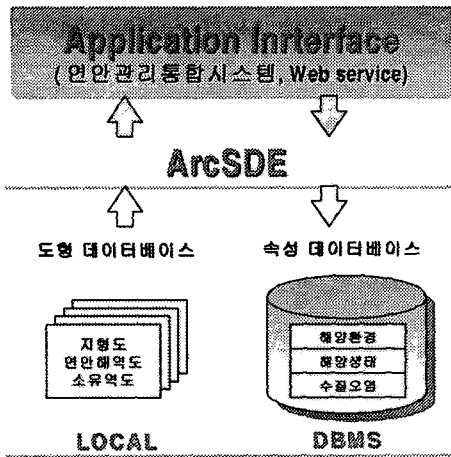 Application Inrterface
( 연안관리통합시스템, Web service)
ArcSDE
도형 데이터베이스
속성 데이터베이스
지형도
연안해역도
소유역도
해양환경
해양생태
수질오염
LOCAL
DBMS